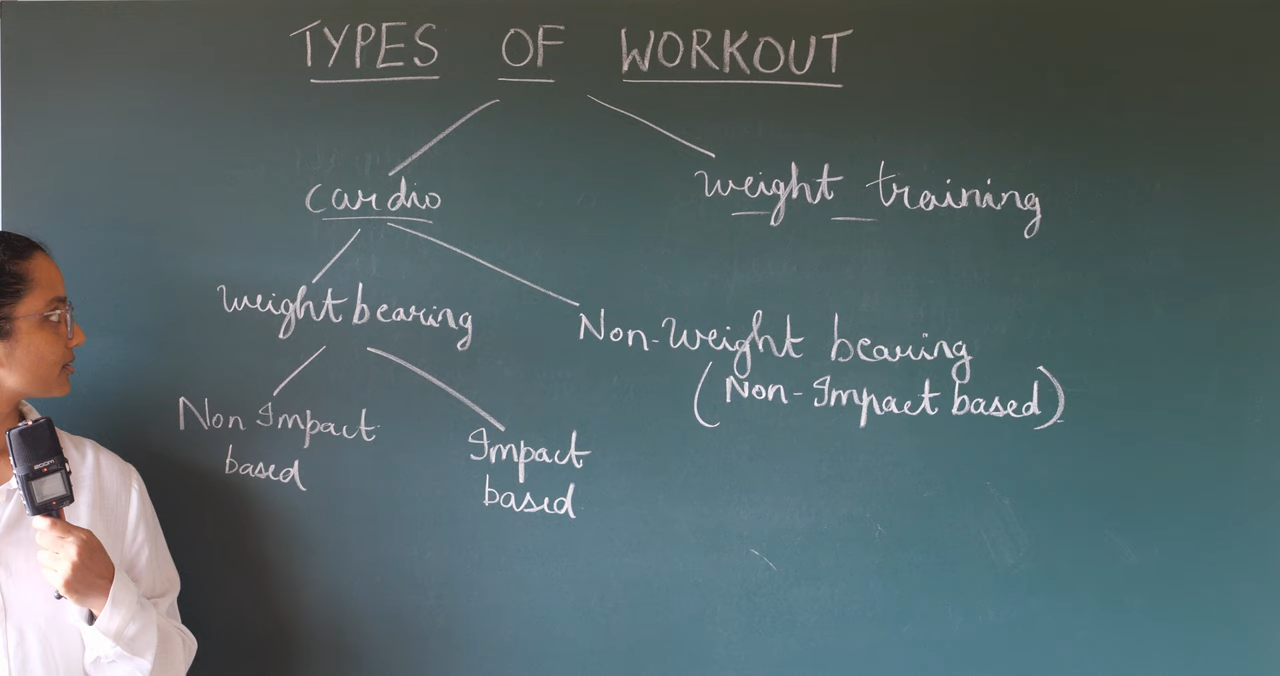 TYPES OF WORKOUT
cardio
weight training
Weight bearing
Non-Weight bearing
(Non-Impact based)
Non Impact
based
Impact
based
zoom